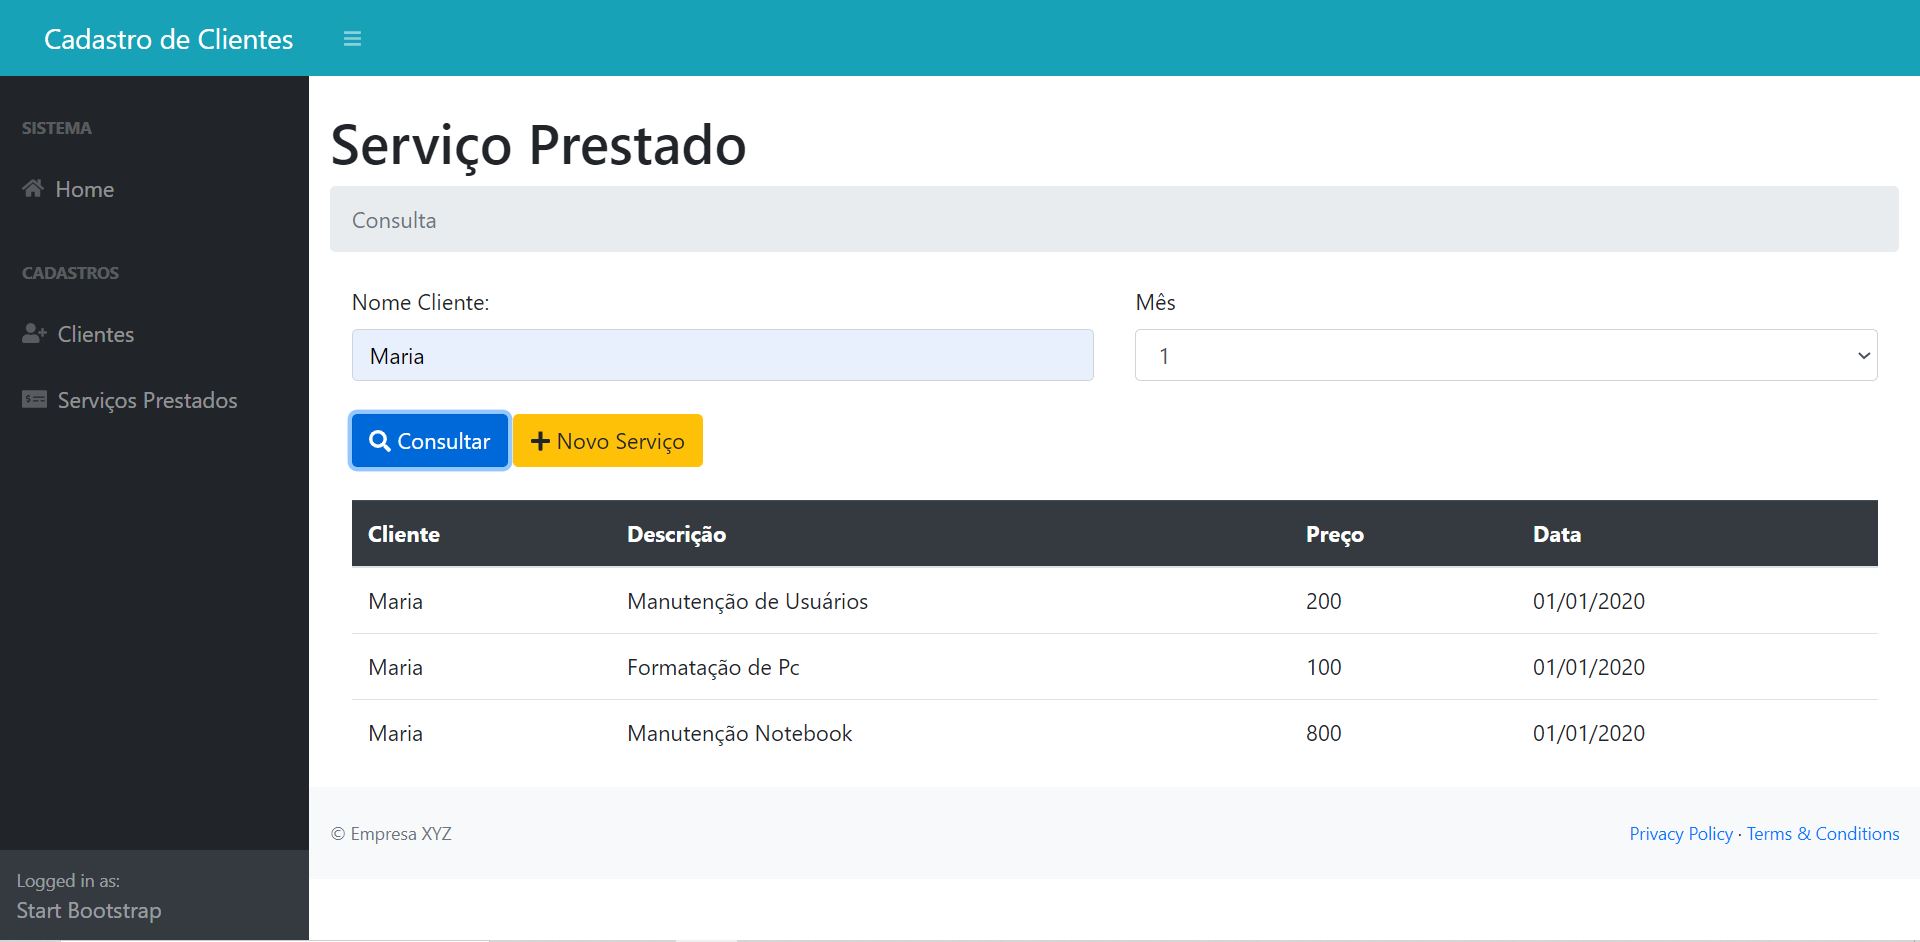 Cadastro de Clientes
SISTEMA
Home
CADASTROS
Clientes
Serviços Prestados
Logged in as:
Start Bootstrap
Serviço Prestado
Consulta
Nome Cliente: Mês
Maria 1
Consultar Novo Serviço
Cliente Descrição Preço Data
Maria Manutenção de Usuários 200 01/01/2020
Maria Formatação de Pc 100 01/01/2020
Maria Manutenção Notebook 800 01/01/2020
© Empresa XYZ Privacy Policy · Terms & Conditions